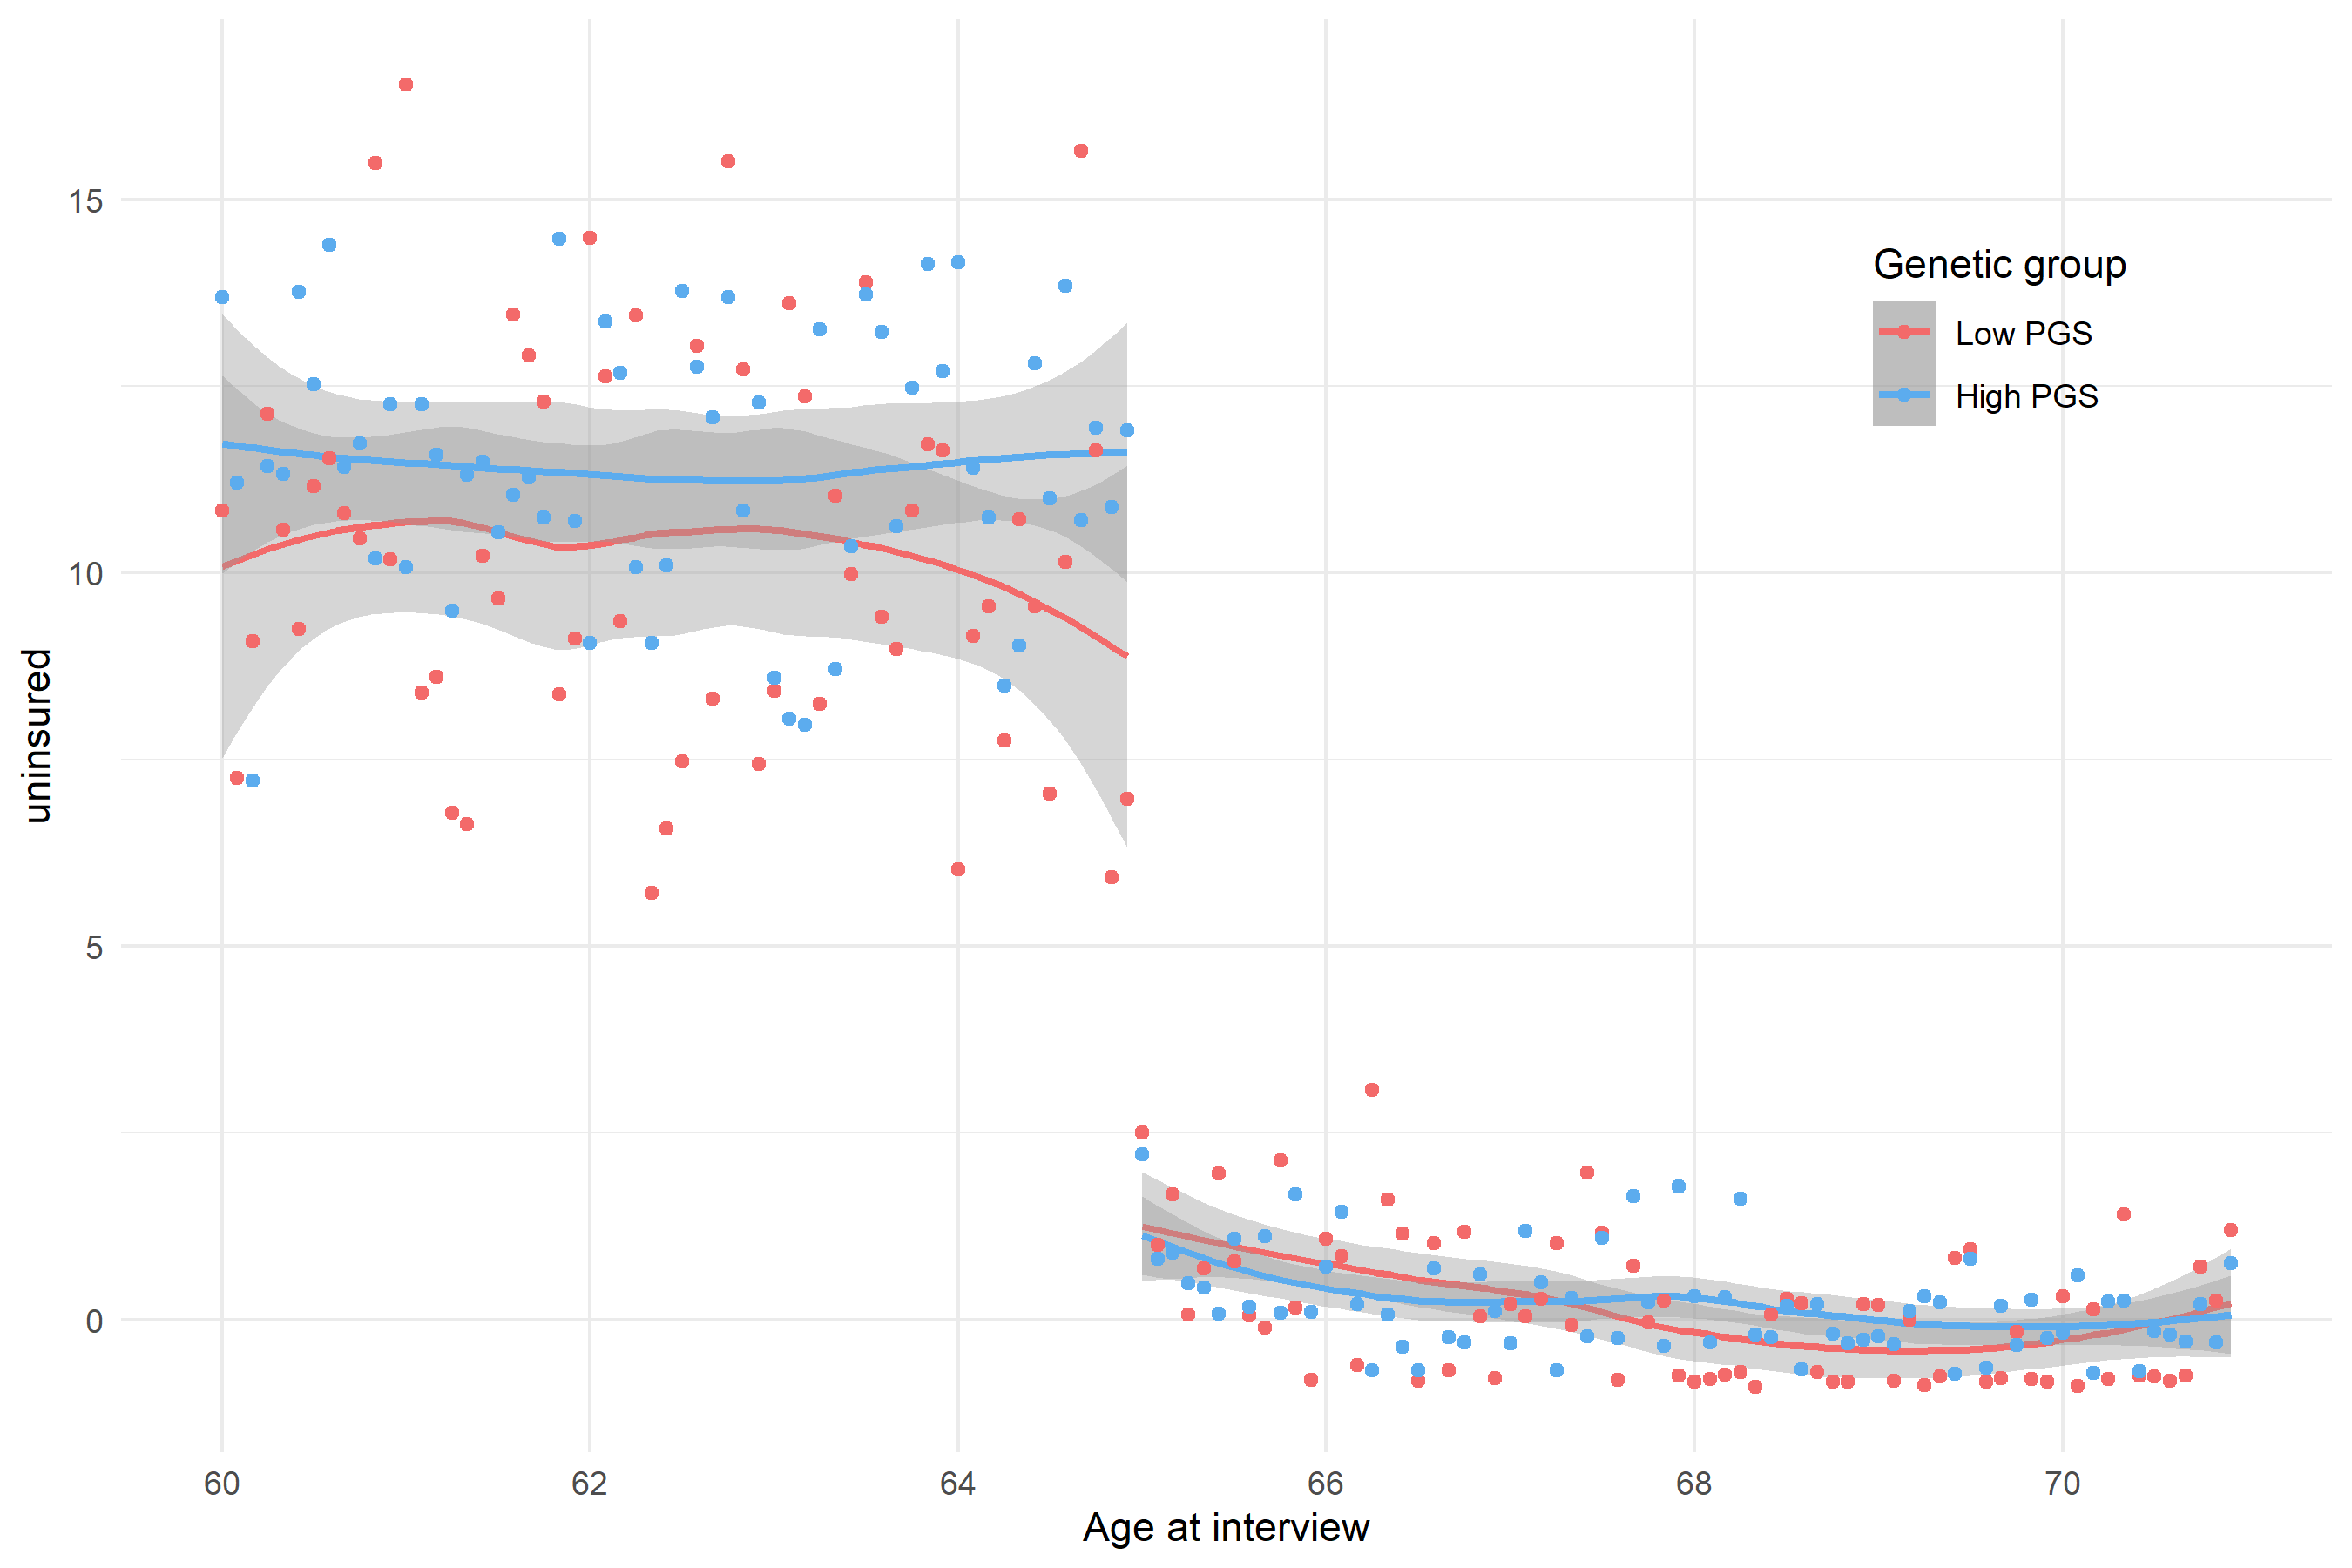 15
10
5
0
uninsured
Genetic group
Low PGS
High PGS
60 62 64 66 68 70
Age at interview